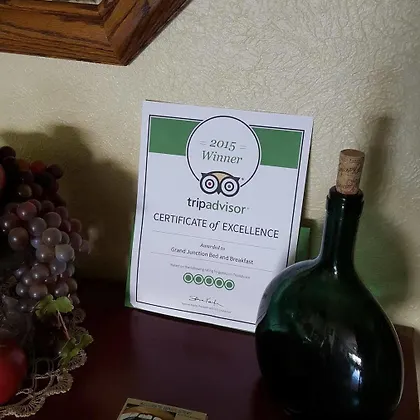 2015
Winner
tripadvisor
CERTIFICATE of EXCELLENCE
Awarded to
Grand Junction Bed and Breakfast